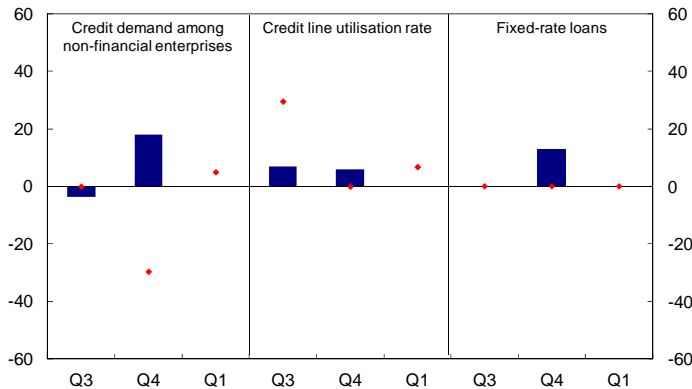 60
40
20
0
-20
-40
-60
Credit demand among
non-financial enterprises
Credit line utilisation rate
Fixed-rate loans
60
40
20
0
-20
-40
-60
Q3 Q4 Q1 Q3 Q4 Q1 Q3 Q4 Q1